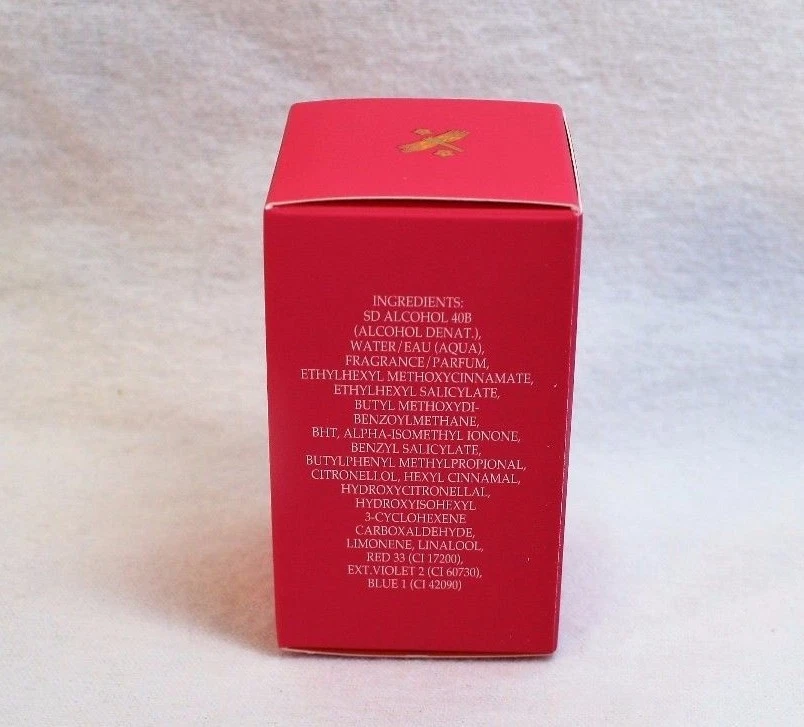 INGREDIENTS:
SD ALCOHOL 40B
(ALCOHOL DENAT.),
WATER/EAU (AQUA),
FRAGRANCE/PARFUM,
ETHYLHEXYL METHOXYCINNAMATE,
ETHYLHEXYL SALICYLATE,
BUTYL METHOXYDI-
BENZOYLMETHANE,
BHT, ALPHA-ISOMETHYL IONONE,
BENZYL SALICYLATE,
BUTYLPHENYL METHYLPROPIONAL,
CITRONELLOL, HEXYL CINNAMAL,
HYDROXYCITRONELLAL,
HYDROXYISOHEXYL
3-CYCLOHEXENE
CARBOXALDEHYDE,
LIMONENE, LINALOOL,
RED 33 (CI 17200),
EXT.VIOLET 2 (CI 60730),
BLUE 1 (CI 42090)